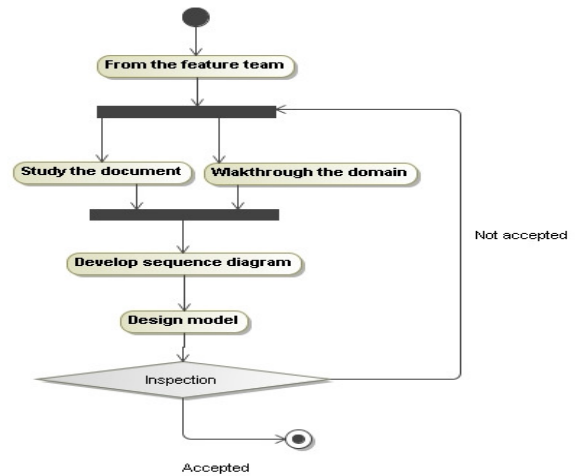 From the feature team
Study the document
Wlakthrough the domain
Develop sequence diagram
Not accepted
Design model
Inspection
Accepted